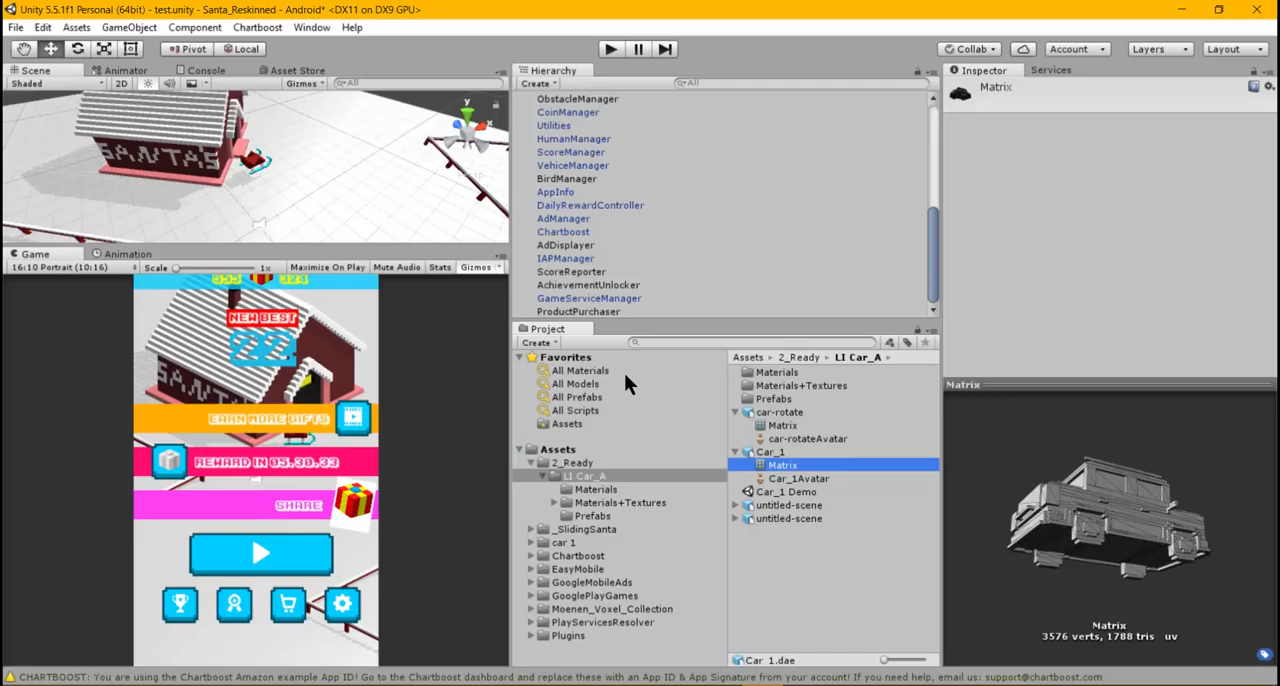 Unity 5.5.1f1 Personal (64bit) - test.unity - Santa_Reskinned - Android* <DX11 on DX9 GPU>
File Edit Assets GameObject Component Chartboost Window Help
Pivot Local Collab Account Layers Layout
Scene Animator Console Asset Store
Shaded 2D Gizmos All
y
x
Persp
SANTAS
Game Animation
16:10 Portrait (10:16) Scale 1x Maximize On Play Mute Audio Stats Gizmos
324
NEW BEST
22
SANTA
EARN MORE GIFTS
REWARD IN 05.30.33
SHARE
Hierarchy
Create All
ObstacleManager
CoinManager
Utilities
HumanManager
ScoreManager
VehiceManager
BirdManager
AppInfo
DailyRewardController
AdManager
Chartboost
AdDisplayer
IAPManager
ScoreReporter
AchievementUnlocker
GameServiceManager
ProductPurchaser
Project
Create
Favorites
All Materials
All Models
All Prefabs
All Scripts
Assets
Assets
2_Ready
LI Car_A
Materials
Materials+Textures
Prefabs
_SlidingSanta
car 1
Chartboost
EasyMobile
GoogleMobileAds
GooglePlayGames
Moenen_Voxel_Collection
PlayServicesResolver
Plugins
Assets 2_Ready LI Car_A
Materials
Materials+Textures
Prefabs
car-rotate
Matrix
car-rotateAvatar
Car_1
Matrix
Car_1Avatar
Car_1 Demo
untitled-scene
untitled-scene
Car_1.dae
Inspector Services
Matrix
Matrix
Matrix
3576 verts, 1788 tris uv
CHARTBOOST: You are using the Chartboost Amazon example App ID! Go to the Chartboost dashboard and replace these with an App ID & App Signature from your account! If you need help, email us: support@chartboost.com